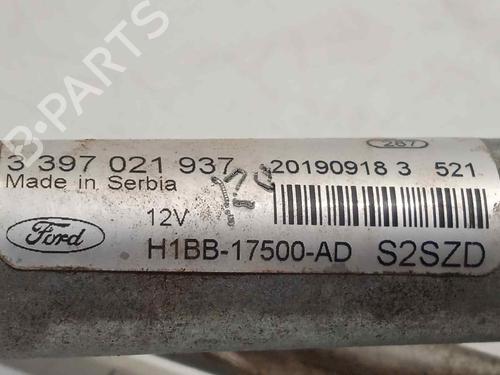 B-PARTS
287
3 397 021 937 20190918 3 521
Made in Serbia
12V
Ford
H1BB-17500-AD S2SZD